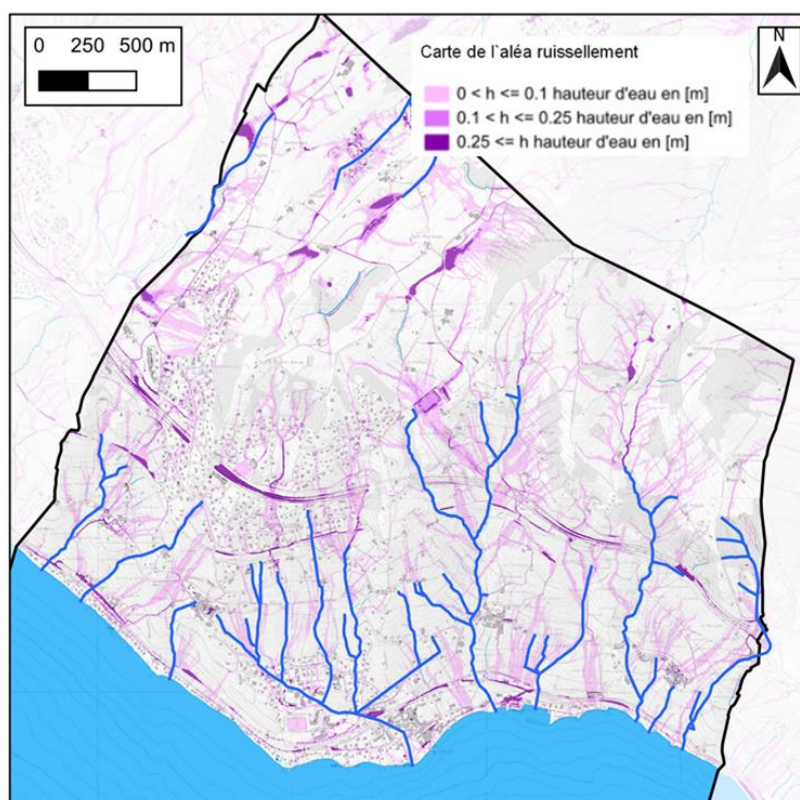 0 250 500 m
N
Carte de l`aléa ruissellement
0 < h <= 0.1 hauteur d'eau en [m]
0.1 < h <= 0.25 hauteur d'eau en [m]
0.25 <= h hauteur d'eau en [m]